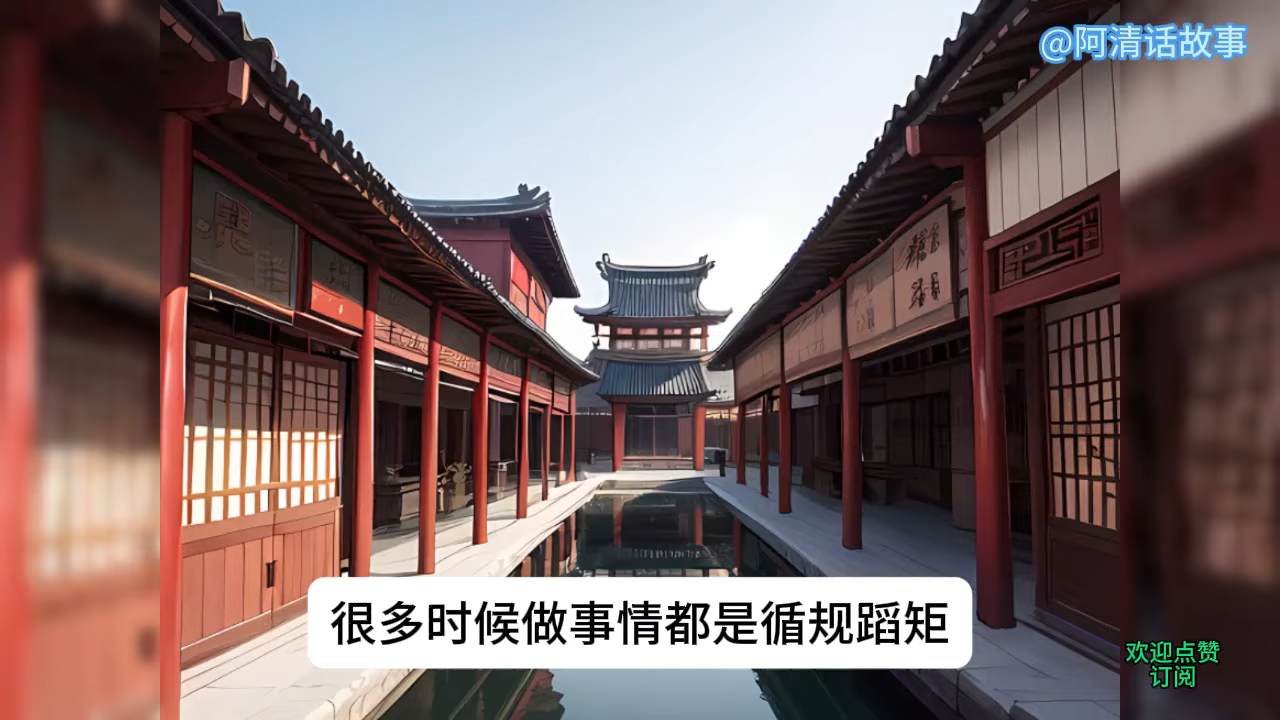 @阿清话故事
很多时候做事情都是循规蹈矩
欢迎点赞
订阅